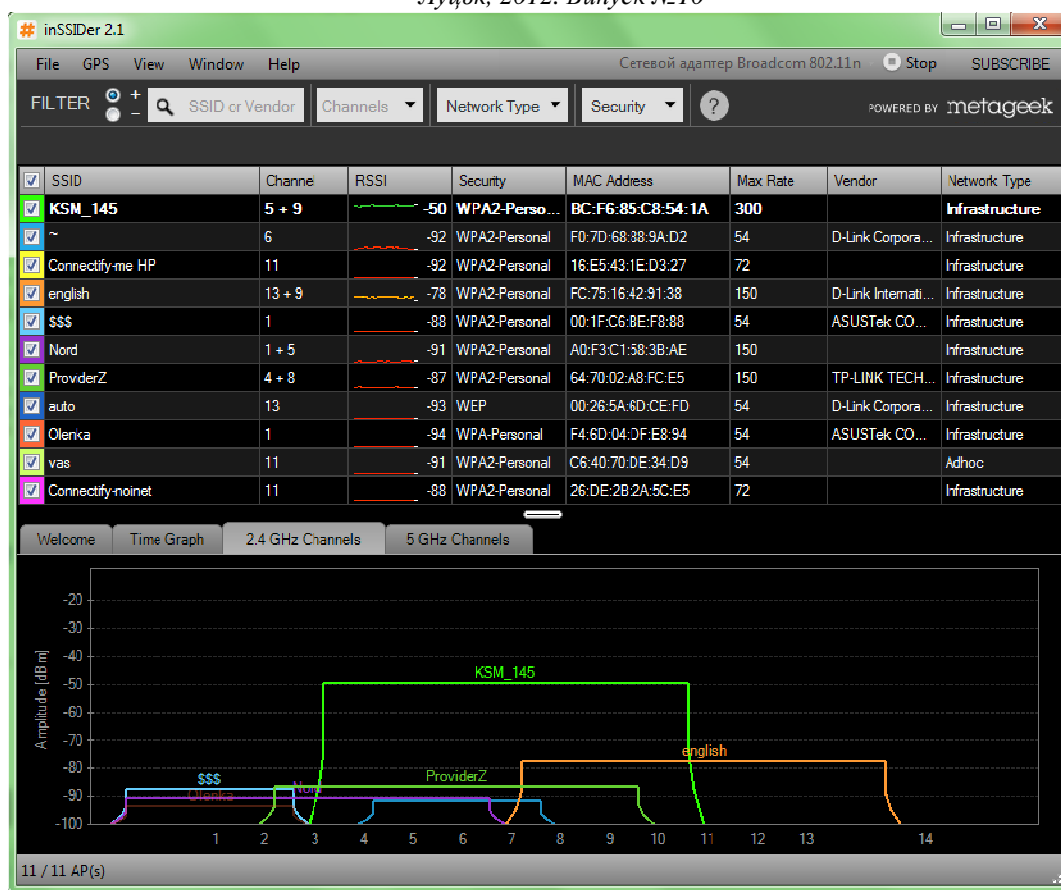 Луцьк, 2012. Випуск №10
inSSIDer 2.1
File GPS View Window Help Сетевой адаптер Broadcom 802.11n Stop SUBSCRIBE
FILTER + − SSID or Vendor Channels Network Type Security ? POWERED BY metageek
SSID Channel RSSI Security MAC Address Max Rate Vendor Network Type
KSM_145 5 + 9 -50 WPA2-Perso... BC:F6:85:C8:54:1A 300 Infrastructure
~ 6 -92 WPA2-Personal F0:7D:68:38:9A:D2 54 D-Link Corpora... Infrastructure
Connectify-me HP 11 -92 WPA2-Personal 16:E5:43:1E:D3:27 72 Infrastructure
english 13 + 9 -78 WPA2-Personal FC:75:16:42:91:38 150 D-Link Internati... Infrastructure
$$$ 1 -88 WPA2-Personal 00:1F:C6:BE:F8:88 54 ASUSTek CO... Infrastructure
Nord 1 + 5 -91 WPA2-Personal A0:F3:C1:58:3B:AE 150 Infrastructure
ProviderZ 4 + 8 -87 WPA2-Personal 64:70:02:A8:FC:E5 150 TP-LINK TECH... Infrastructure
auto 13 -93 WEP 00:26:5A:6D:CE:FD 54 D-Link Corpora... Infrastructure
Olenka 1 -94 WPA-Personal F4:6D:04:DF:E8:94 54 ASUSTek CO... Infrastructure
vas 11 -91 WPA2-Personal C6:40:70:DE:34:D9 54 Adhoc
Connectify-noinet 11 -88 WPA2-Personal 26:DE:2B:2A:5C:E5 72 Infrastructure
Welcome Time Graph 2.4 GHz Channels 5 GHz Channels
Amplitude [dBm]
-20
-30
-40
KSM_145
-50
-60
-70
english
-80
$$$ ProviderZ
Nord
-90
Olenka
-100
1 2 3 4 5 6 7 8 9 10 11 12 13 14
11 / 11 AP(s)